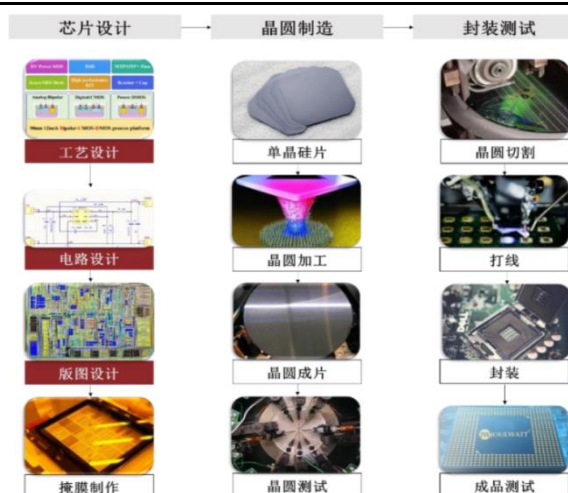 芯片设计
晶圆制造
封装测试
工艺设计
单晶硅片
晶圆切割
电路设计
晶圆加工
打线
版图设计
晶圆成片
封装
DELL
掩膜制作
晶圆测试
JOULWATT
成品测试